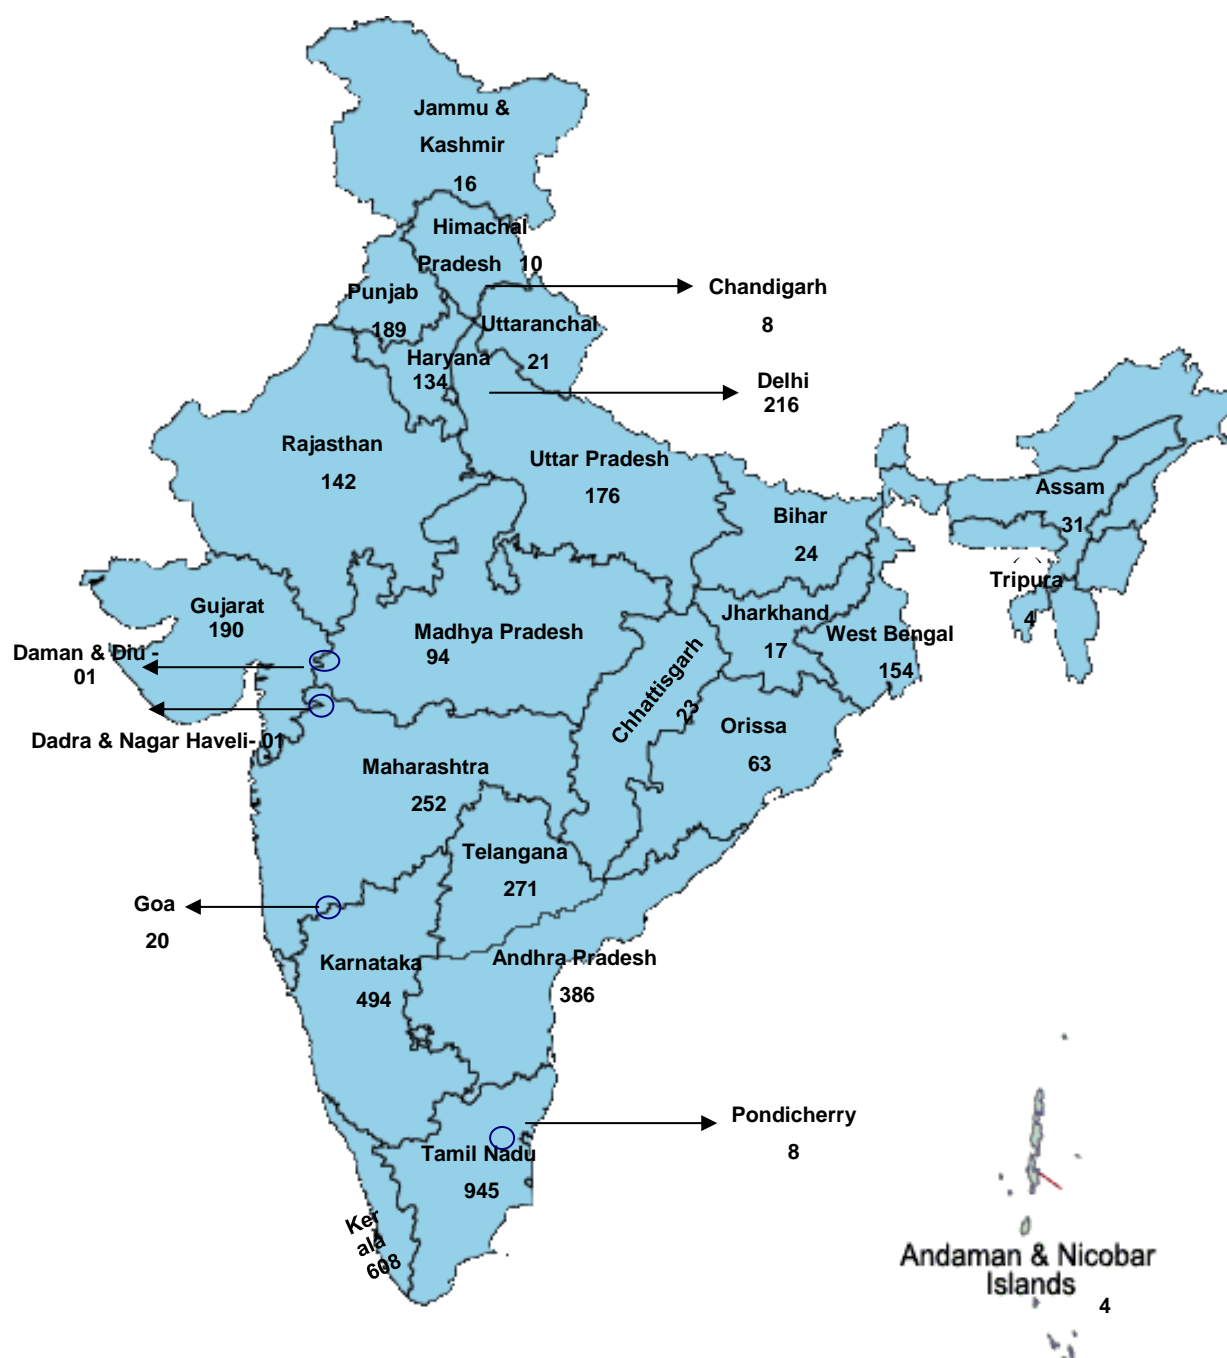 Jammu &
Kashmir
16
Himachal
Pradesh 10
Chandigarh
8
Punjab
189
Uttaranchal
21
Haryana
134
Delhi
216
Rajasthan
142
Uttar Pradesh
176
Bihar
24
Assam
31
Tripura
4
Gujarat
190
Madhya Pradesh
94
Jharkhand
17
West Bengal
154
Daman & Diu -
01
Dadra & Nagar Haveli- 01
Chhattisgarh
23
Orissa
63
Maharashtra
252
Telangana
271
Goa
20
Karnataka
494
Andhra Pradesh
386
Pondicherry
8
Tamil Nadu
945
Ker
ala
608
Andaman & Nicobar
Islands
4